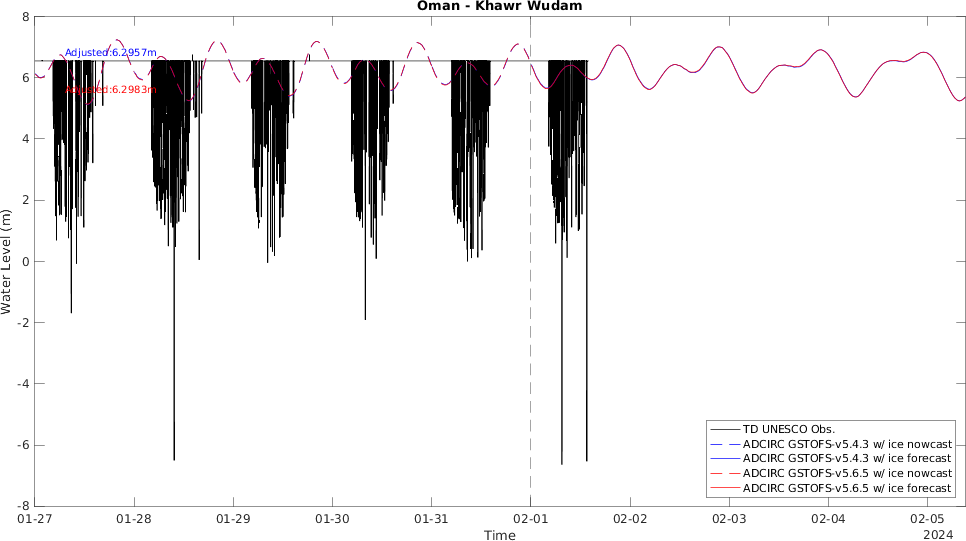 Oman - Khawr Wudam
8
6
4
2
0
-2
-4
-6
-8
Water Level (m)
Adjusted:6.2957m
Adjusted:6.2983m
TD UNESCO Obs.
ADCIRC GSTOFS-v5.4.3 w/ ice nowcast
ADCIRC GSTOFS-v5.4.3 w/ ice forecast
ADCIRC GSTOFS-v5.6.5 w/ ice nowcast
ADCIRC GSTOFS-v5.6.5 w/ ice forecast
01-27 01-28 01-29 01-30 01-31 02-01 02-02 02-03 02-04 02-05
Time
2024